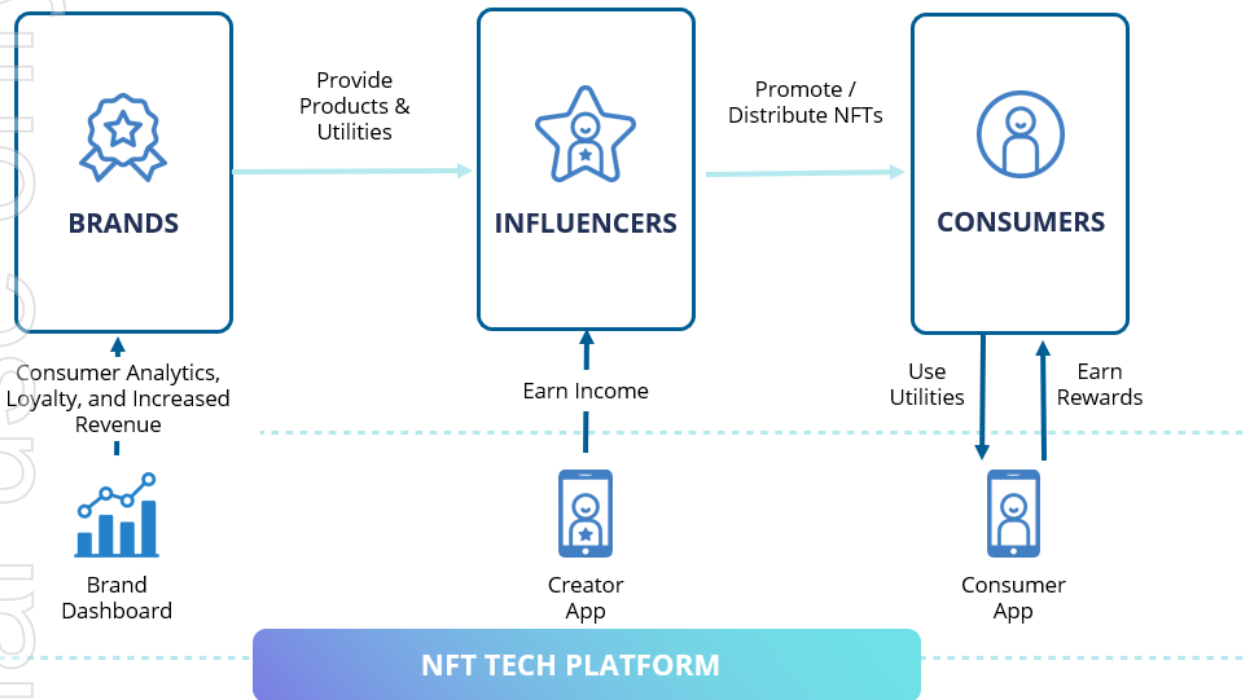 Provide
Products &
Utilities
Promote /
Distribute NFTs
BRANDS
INFLUENCERS
CONSUMERS
Consumer Analytics,
Loyalty, and Increased
Revenue
Earn Income
Use
Utilities
Earn
Rewards
Brand
Dashboard
Creator
App
Consumer
App
NFT TECH PLATFORM